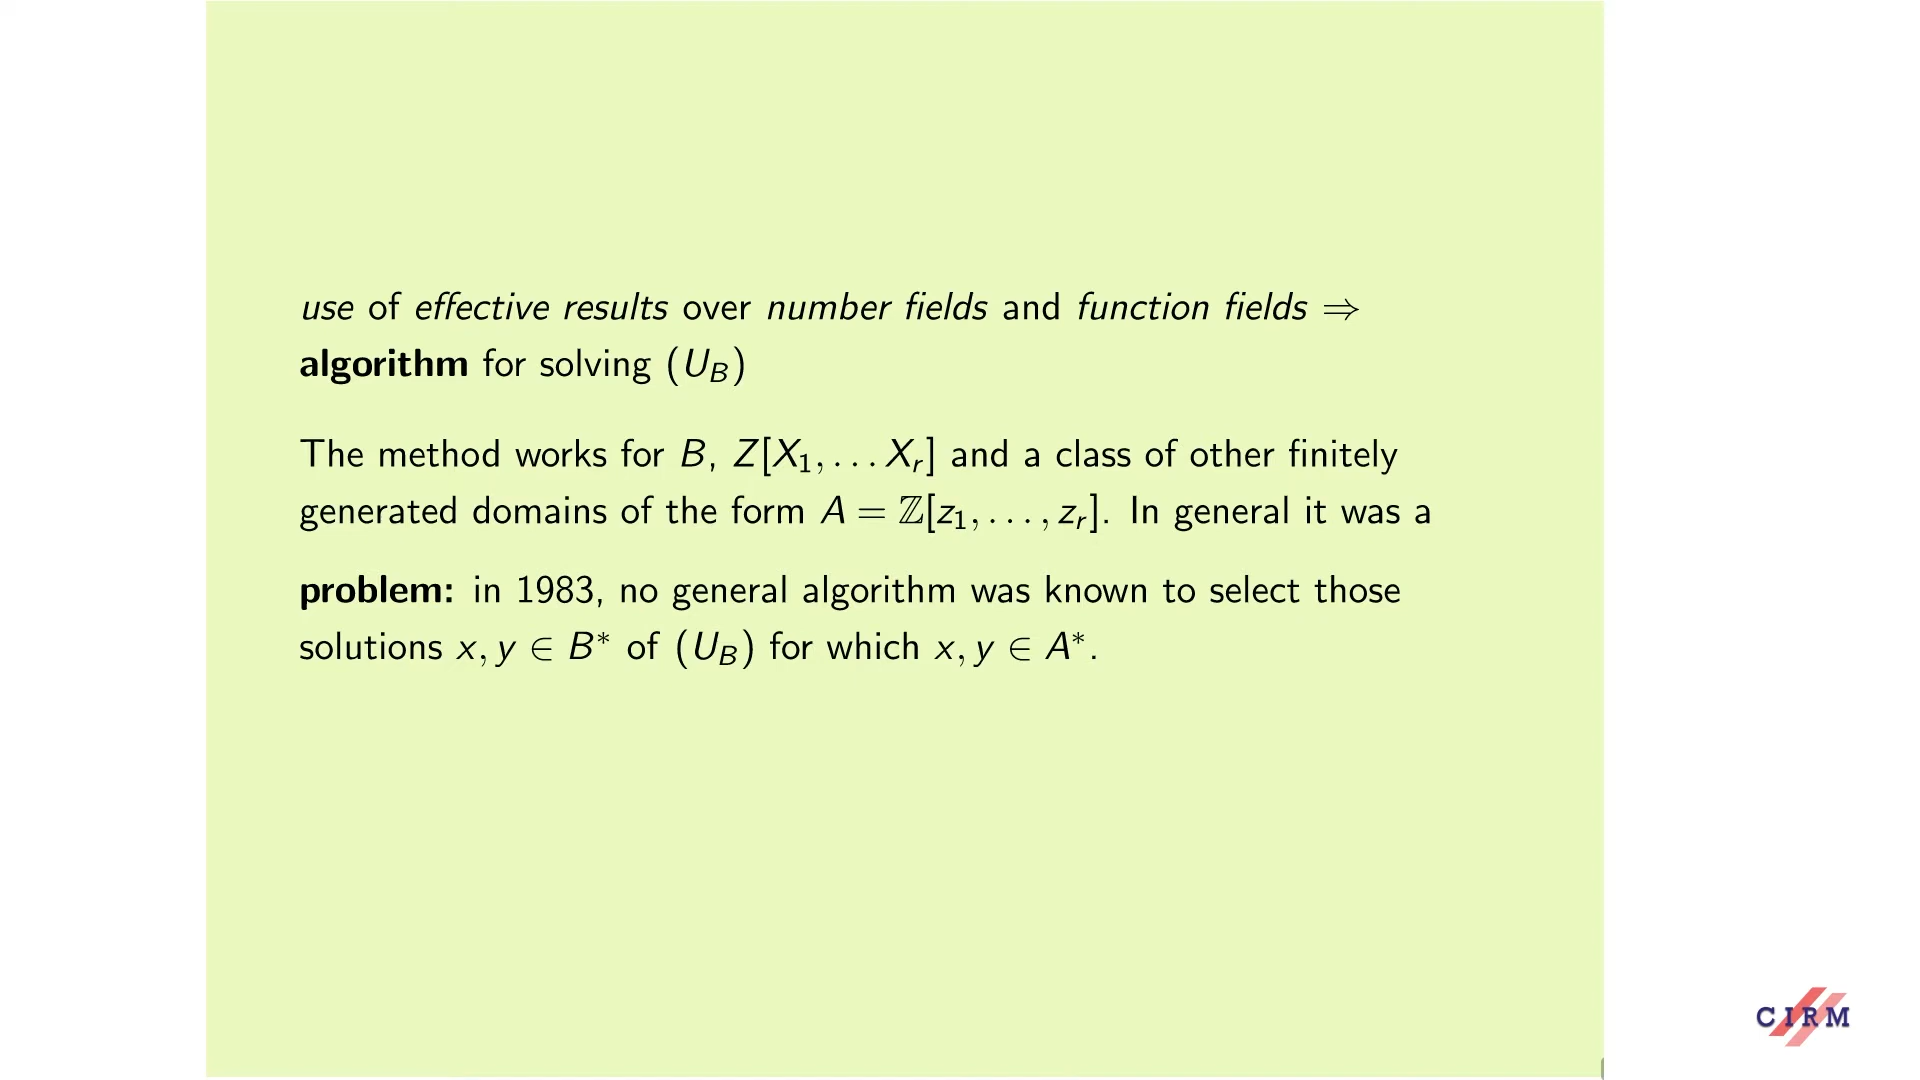 use of effective results over number fields and function fields ⇒
algorithm for solving (U_B)
The method works for B, Z[X_1, . . . X_r] and a class of other finitely
generated domains of the form A = ℤ[z_1, . . . , z_r]. In general it was a
problem: in 1983, no general algorithm was known to select those
solutions x, y ∈ B* of (U_B) for which x, y ∈ A*.
CIRM